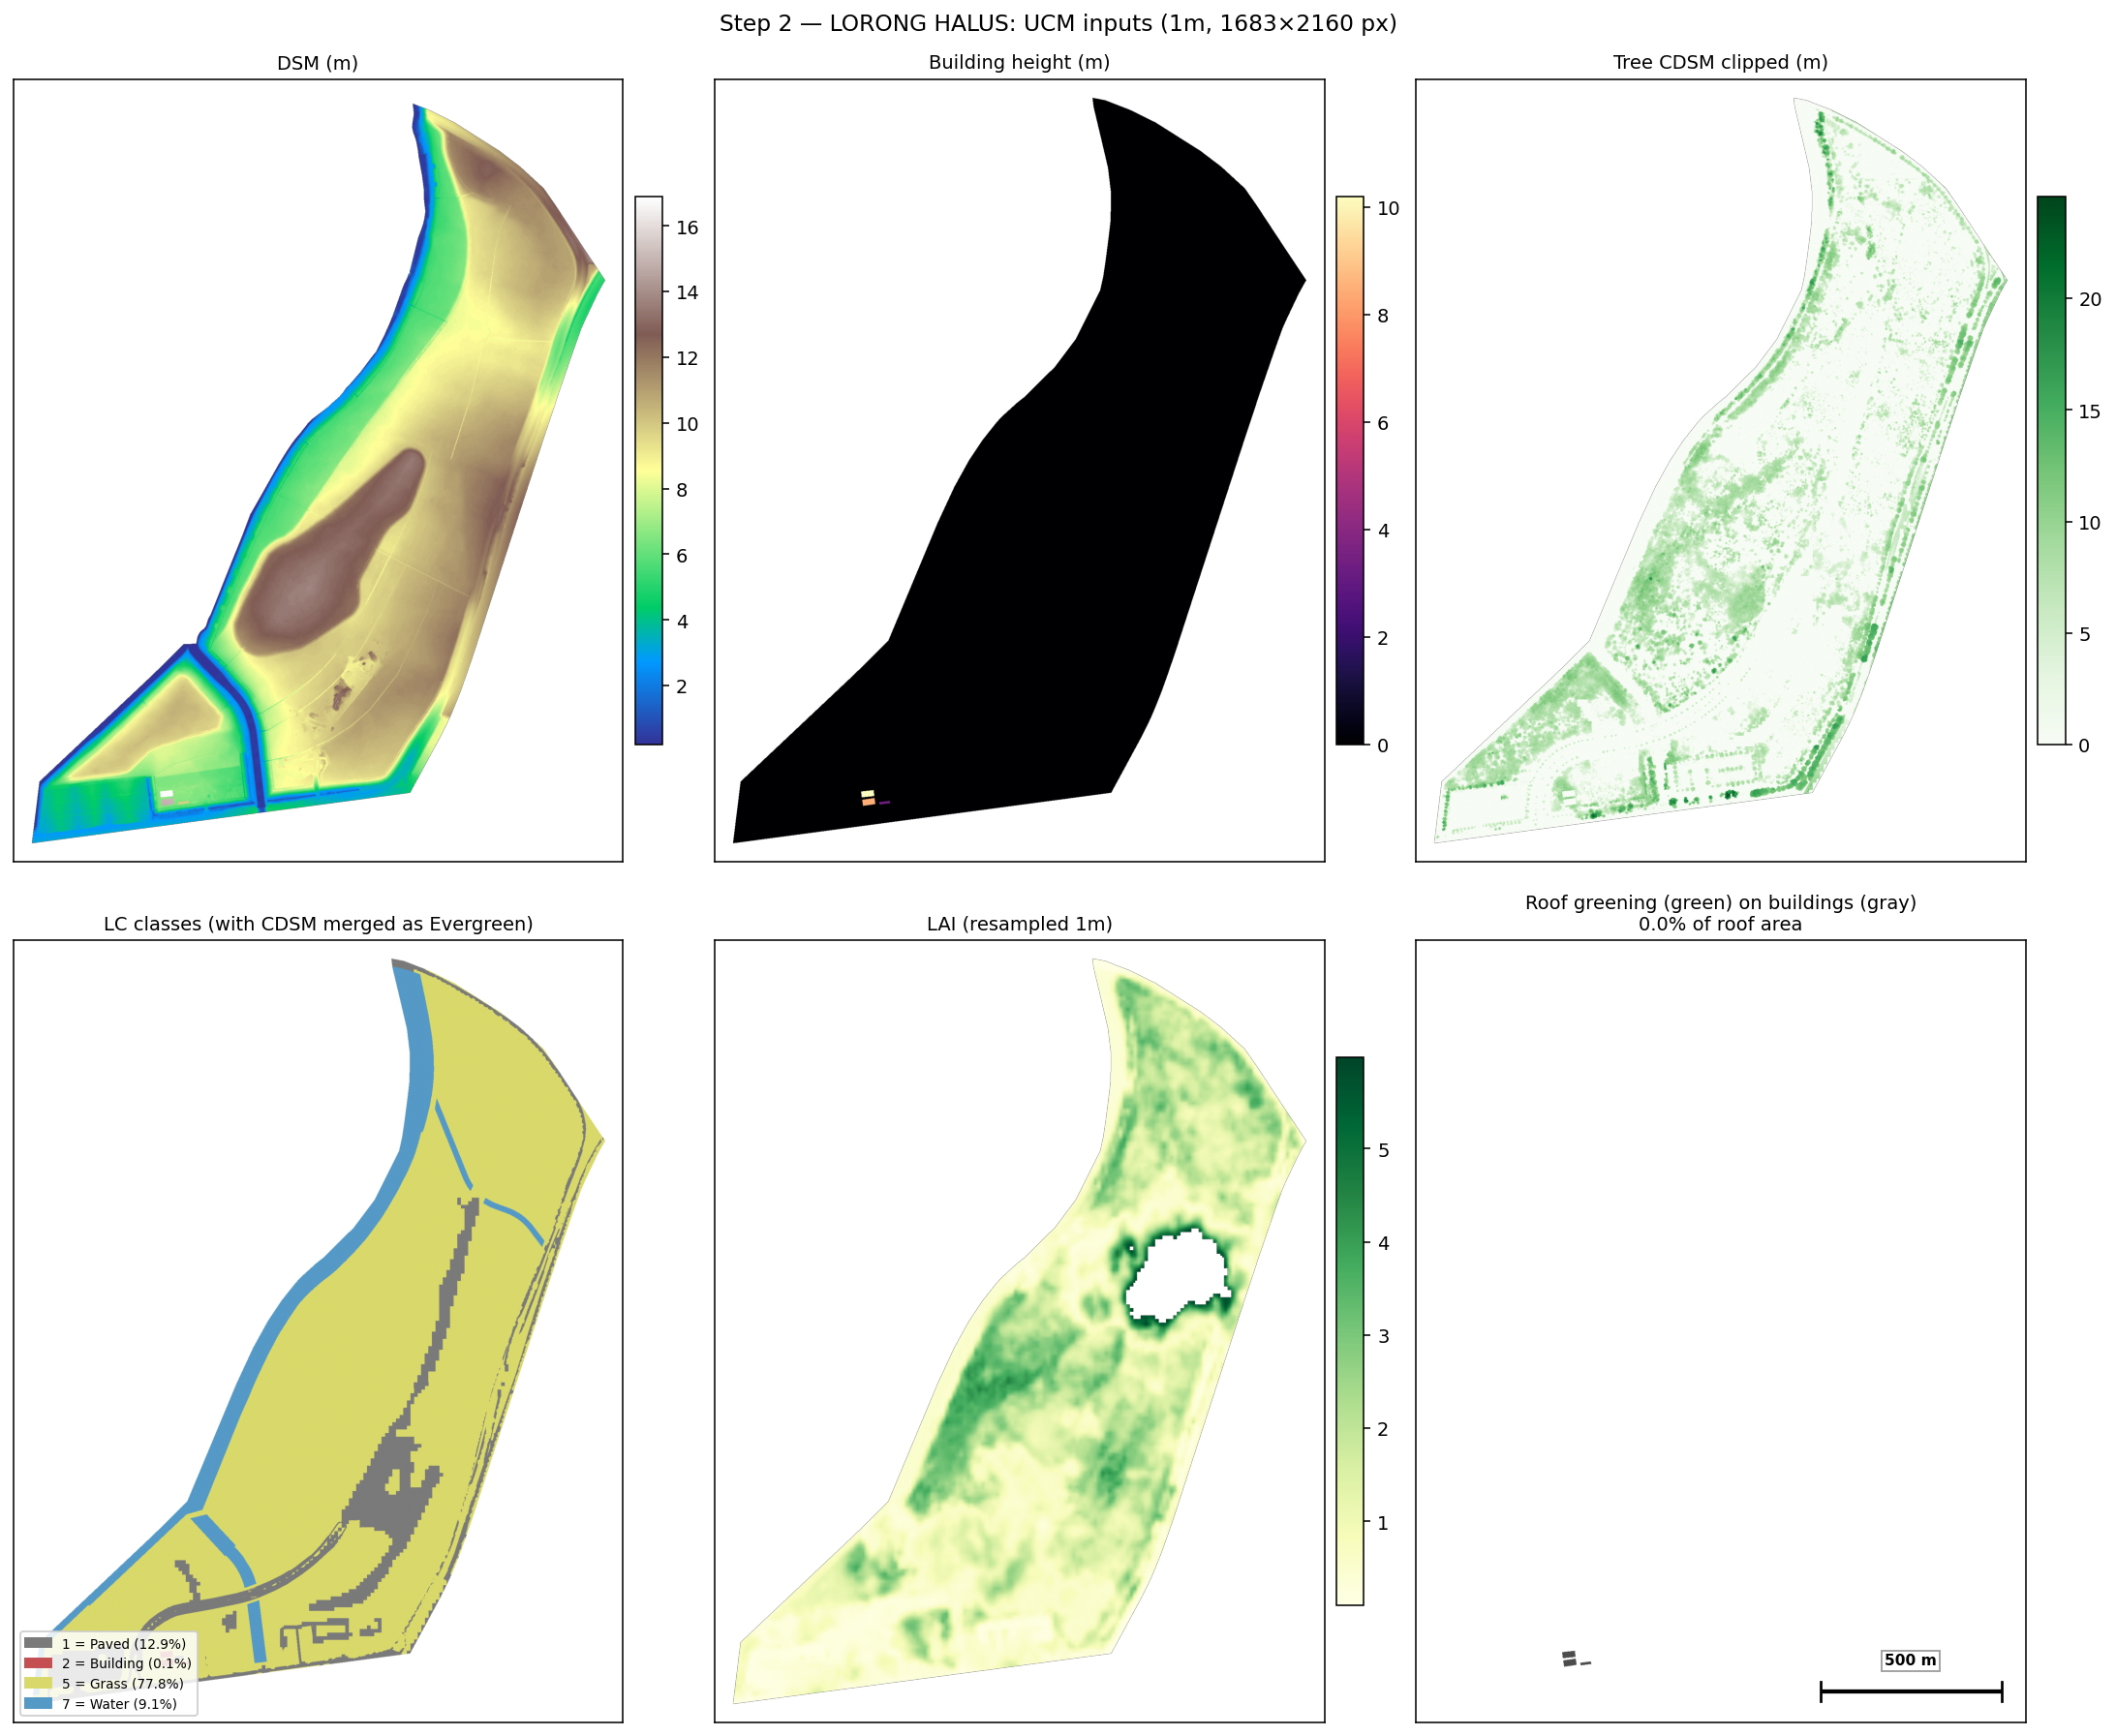 Step 2 — LORONG HALUS: UCM inputs (1m, 1683×2160 px)
DSM (m)
Building height (m)
Tree CDSM clipped (m)
16
14
12
10
8
6
4
2
10
8
6
4
2
0
20
15
10
5
0
LC classes (with CDSM merged as Evergreen)
LAI (resampled 1m)
Roof greening (green) on buildings (gray)
0.0% of roof area
1 = Paved (12.9%)
2 = Building (0.1%)
5 = Grass (77.8%)
7 = Water (9.1%)
5
4
3
2
1
500 m